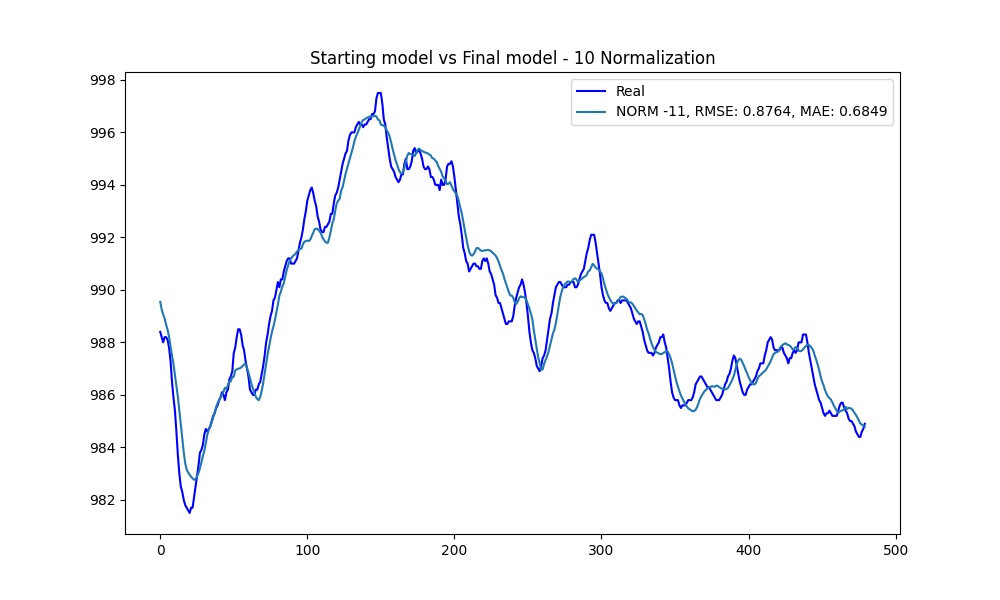 Starting model vs Final model - 10 Normalization
998
996
994
992
990
988
986
984
982
Real
NORM -11, RMSE: 0.8764, MAE: 0.6849
0 100 200 300 400 500